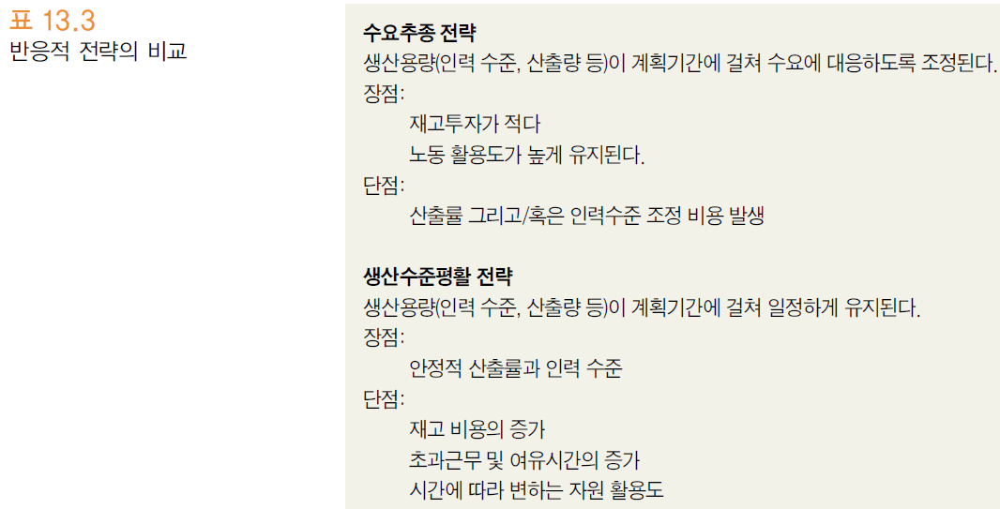 표 13.3
반응적 전략의 비교
수요추종 전략
생산용량(인력 수준, 산출량 등)이 계획기간에 걸쳐 수요에 대응하도록 조정된다.
장점:
재고투자가 적다
노동 활용도가 높게 유지된다.
단점:
산출률 그리고/혹은 인력수준 조정 비용 발생
생산수준평활 전략
생산용량(인력 수준, 산출량 등)이 계획기간에 걸쳐 일정하게 유지된다.
장점:
안정적 산출률과 인력 수준
단점:
재고 비용의 증가
초과근무 및 여유시간의 증가
시간에 따라 변하는 자원 활용도